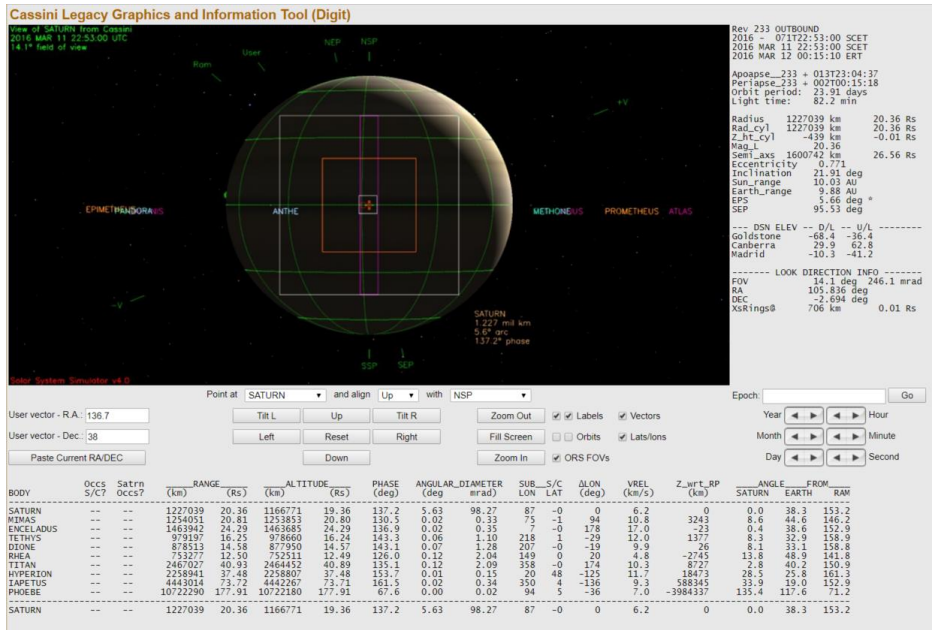 Cassini Legacy Graphics and Information Tool (Digit)
View of SATURN from Cassini
2016 MAR 11 22:53:00 UTC
14.1° field of view
NEP NSP
User
Ram
+V
ANTHE
METHONE
PROMETHEUS ATLAS
-V
SATURN
1.227 mil km
5.6° arc
137.2° phase
SSP SEP
Solar System Simulator v4.0
Rev 233 OUTBOUND
2016 - 071T22:53:00 SCET
2016 MAR 11 22:53:00 SCET
2016 MAR 12 00:15:10 ERT
Apoapse__233 + 013T23:04:37
Periapse_233 + 002T00:15:18
Orbit period: 23.91 days
Light time: 82.2 min
Radius 1227039 km 20.36 Rs
Rad_cyl 1227039 km 20.36 Rs
Z_ht_cyl -439 km -0.01 Rs
Mag_L 20.36
Semi_axs 1600742 km 26.56 Rs
Eccentricity 0.771
Inclination 21.91 deg
Sun_range 10.03 AU
Earth_range 9.88 AU
EPS 5.66 deg *
SEP 95.53 deg
--- DSN ELEV -- D/L -- U/L --------
Goldstone -68.4 -36.4
Canberra 29.9 62.8
Madrid -10.3 -41.2
------- LOOK DIRECTION INFO -------
FOV 14.1 deg 246.1 mrad
RA 105.836 deg
DEC -2.694 deg
XsRings@ 706 km 0.01 Rs
Point at SATURN and align Up with NSP
Epoch: Go
User vector - R.A.: 136.7 Tilt L Up Tilt R Zoom Out Labels Vectors Year Hour
User vector - Dec.: 38 Left Reset Right Fill Screen Orbits Lats/lons Month Minute
Paste Current RA/DEC Down Zoom In ORS FOVs Day Second
Occs Satrn ____RANGE____ ____ALTITUDE____ PHASE ANGULAR_DIAMETER SUB__S/C ΔLON VREL Z_wrt_RP ___ANGLE___FROM___
BODY S/C? Occs? (km) (Rs) (km) (Rs) (deg) (deg mrad) LON LAT (deg) (km/s) (km) SATURN EARTH RAM
SATURN -- -- 1227039 20.36 1166771 19.36 137.2 5.63 98.27 87 -0 0 6.2 0 0.0 38.3 153.2
MIMAS -- -- 1254051 20.81 1253853 20.80 130.5 0.02 0.33 75 -1 94 10.8 3243 8.6 44.6 146.2
ENCELADUS -- -- 1463942 24.29 1463685 24.29 136.9 0.02 0.35 7 -0 178 17.0 -23 0.4 38.6 152.9
TETHYS -- -- 979197 16.25 978660 16.24 143.3 0.06 1.10 218 1 -29 12.0 1377 8.3 32.9 158.9
DIONE -- -- 878513 14.58 877950 14.57 143.1 0.07 1.28 207 -0 -19 9.9 26 8.1 33.1 158.8
RHEA -- -- 753277 12.50 752511 12.49 126.0 0.12 2.04 149 0 20 4.8 -2745 13.8 48.9 141.8
TITAN -- -- 2467027 40.93 2464452 40.89 135.1 0.12 2.09 358 -0 174 10.3 8727 2.8 40.2 150.9
HYPERION -- -- 2258941 37.48 2258807 37.48 153.7 0.01 0.15 20 48 -125 11.7 18473 28.5 25.8 161.3
IAPETUS -- -- 4443014 73.72 4442267 73.71 161.5 0.02 0.34 350 4 -136 9.3 588345 33.9 19.0 152.9
PHOEBE -- -- 10722290 177.91 10722180 177.91 67.6 0.00 0.02 94 5 -36 7.0 -3984337 135.4 117.6 71.2
SATURN -- -- 1227039 20.36 1166771 19.36 137.2 5.63 98.27 87 -0 0 6.2 0 0.0 38.3 153.2